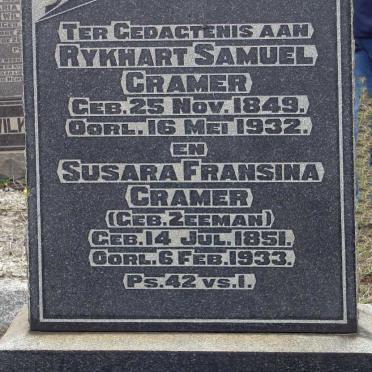 TER GEDAGTENIS AAN
RYKHART SAMUEL
CRAMER
GEB. 25 NOV. 1849.
OORL. 16 MEI 1932.
EN
SUSARA FRANSINA
CRAMER
(GEB. ZEEMAN)
GEB. 14 JUL. 1851.
OORL. 6 FEB. 1933.
PS. 42 VS. 1.